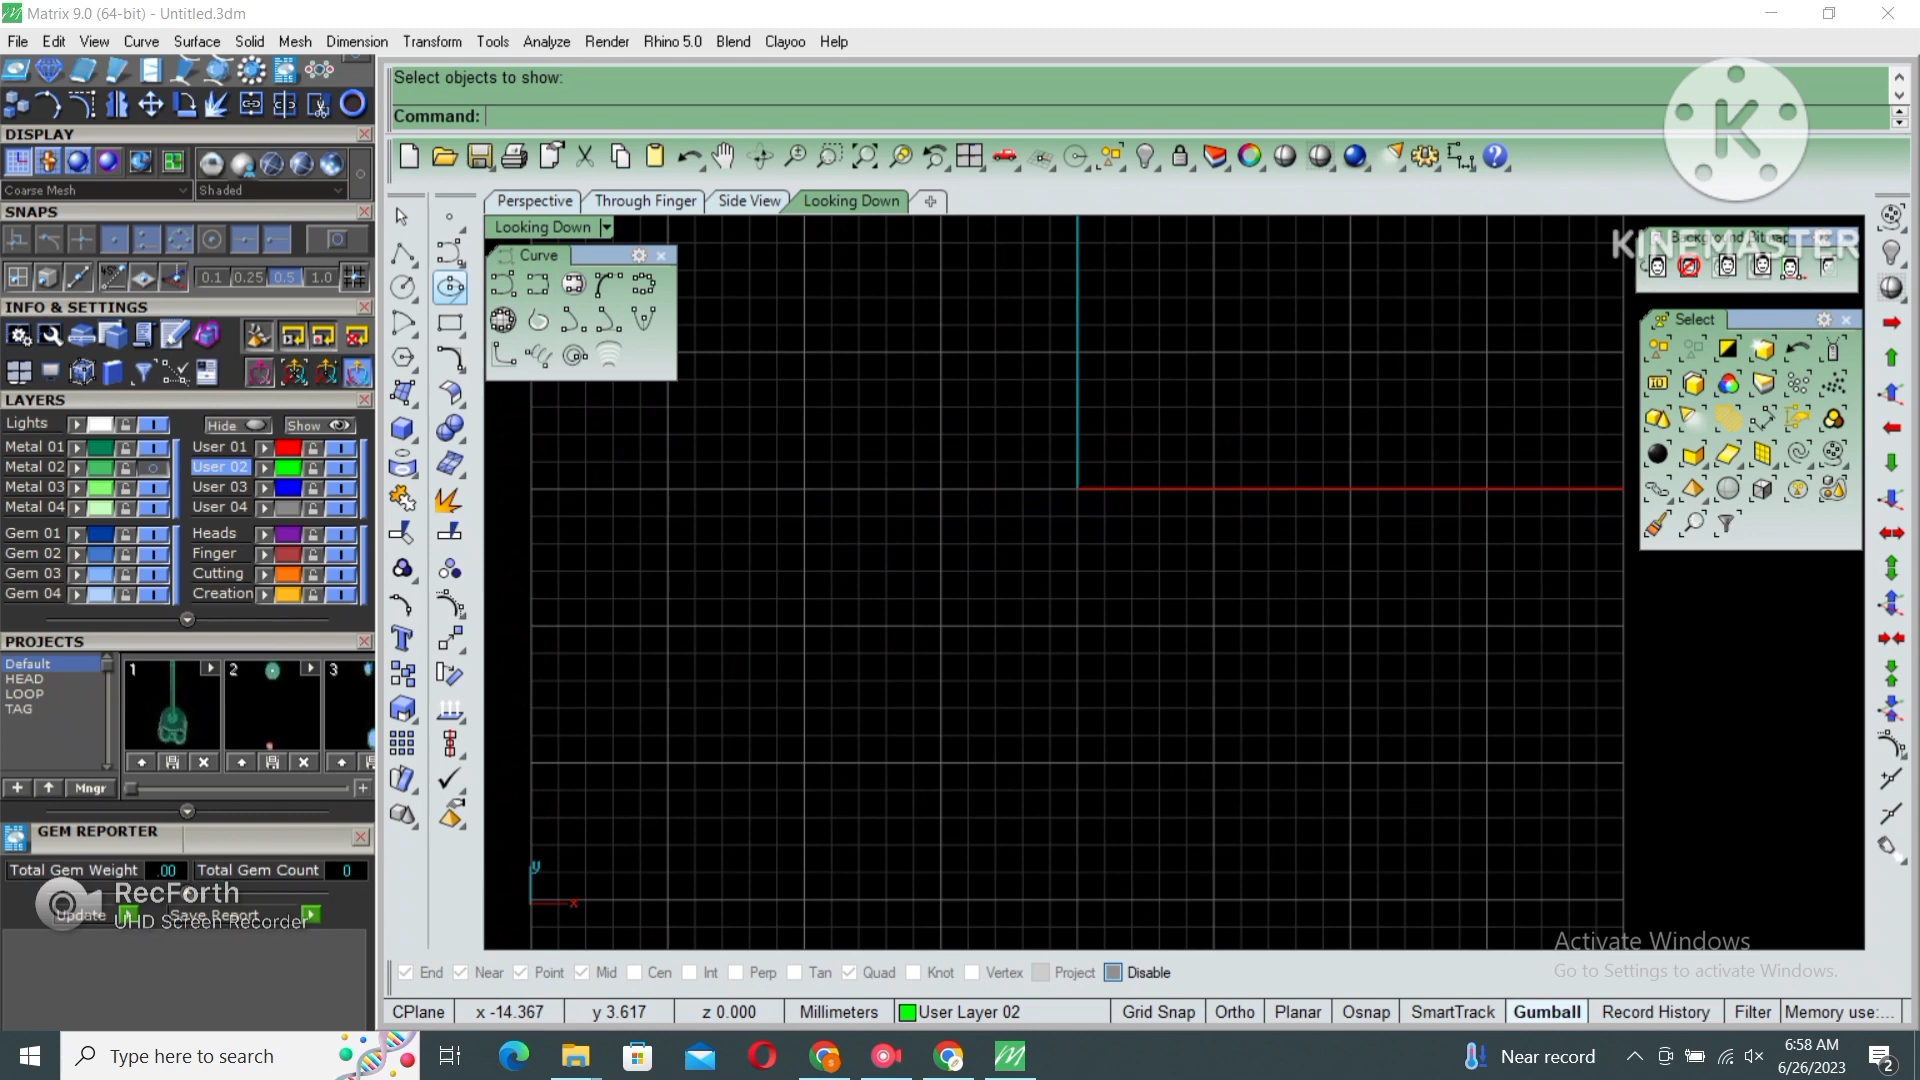 Matrix 9.0 (64-bit) - Untitled.3dm
File Edit View Curve Surface Solid Mesh Dimension Transform Tools Analyze Render Rhino 5.0 Blend Clayoo Help
Select objects to show:
Command:
K
DISPLAY
Coarse Mesh Shaded
SNAPS
0.1 0.25 0.5 1.0
INFO & SETTINGS
LAYERS
Lights Hide Show
Metal 01 User 01
Metal 02 User 02
Metal 03 User 03
Metal 04 User 04
Gem 01 Heads
Gem 02 Finger
Gem 03 Cutting
Gem 04 Creation
PROJECTS
Default
HEAD
LOOP
TAG
1 2 3
Mngr
GEM REPORTER
Total Gem Weight .00 Total Gem Count 0
RecForth
Update Save Report
UHD Screen Recorder
Perspective Through Finger Side View Looking Down
Looking Down
Curve
Background Bitmap
KINEMASTER
Select
y
x
Activate Windows
Go to Settings to activate Windows.
End Near Point Mid Cen Int Perp Tan Quad Knot Vertex Project Disable
CPlane x -14.367 y 3.617 z 0.000 Millimeters User Layer 02 Grid Snap Ortho Planar Osnap SmartTrack Gumball Record History Filter Memory use:...
Type here to search
Near record
6:58 AM
6/26/2023
2